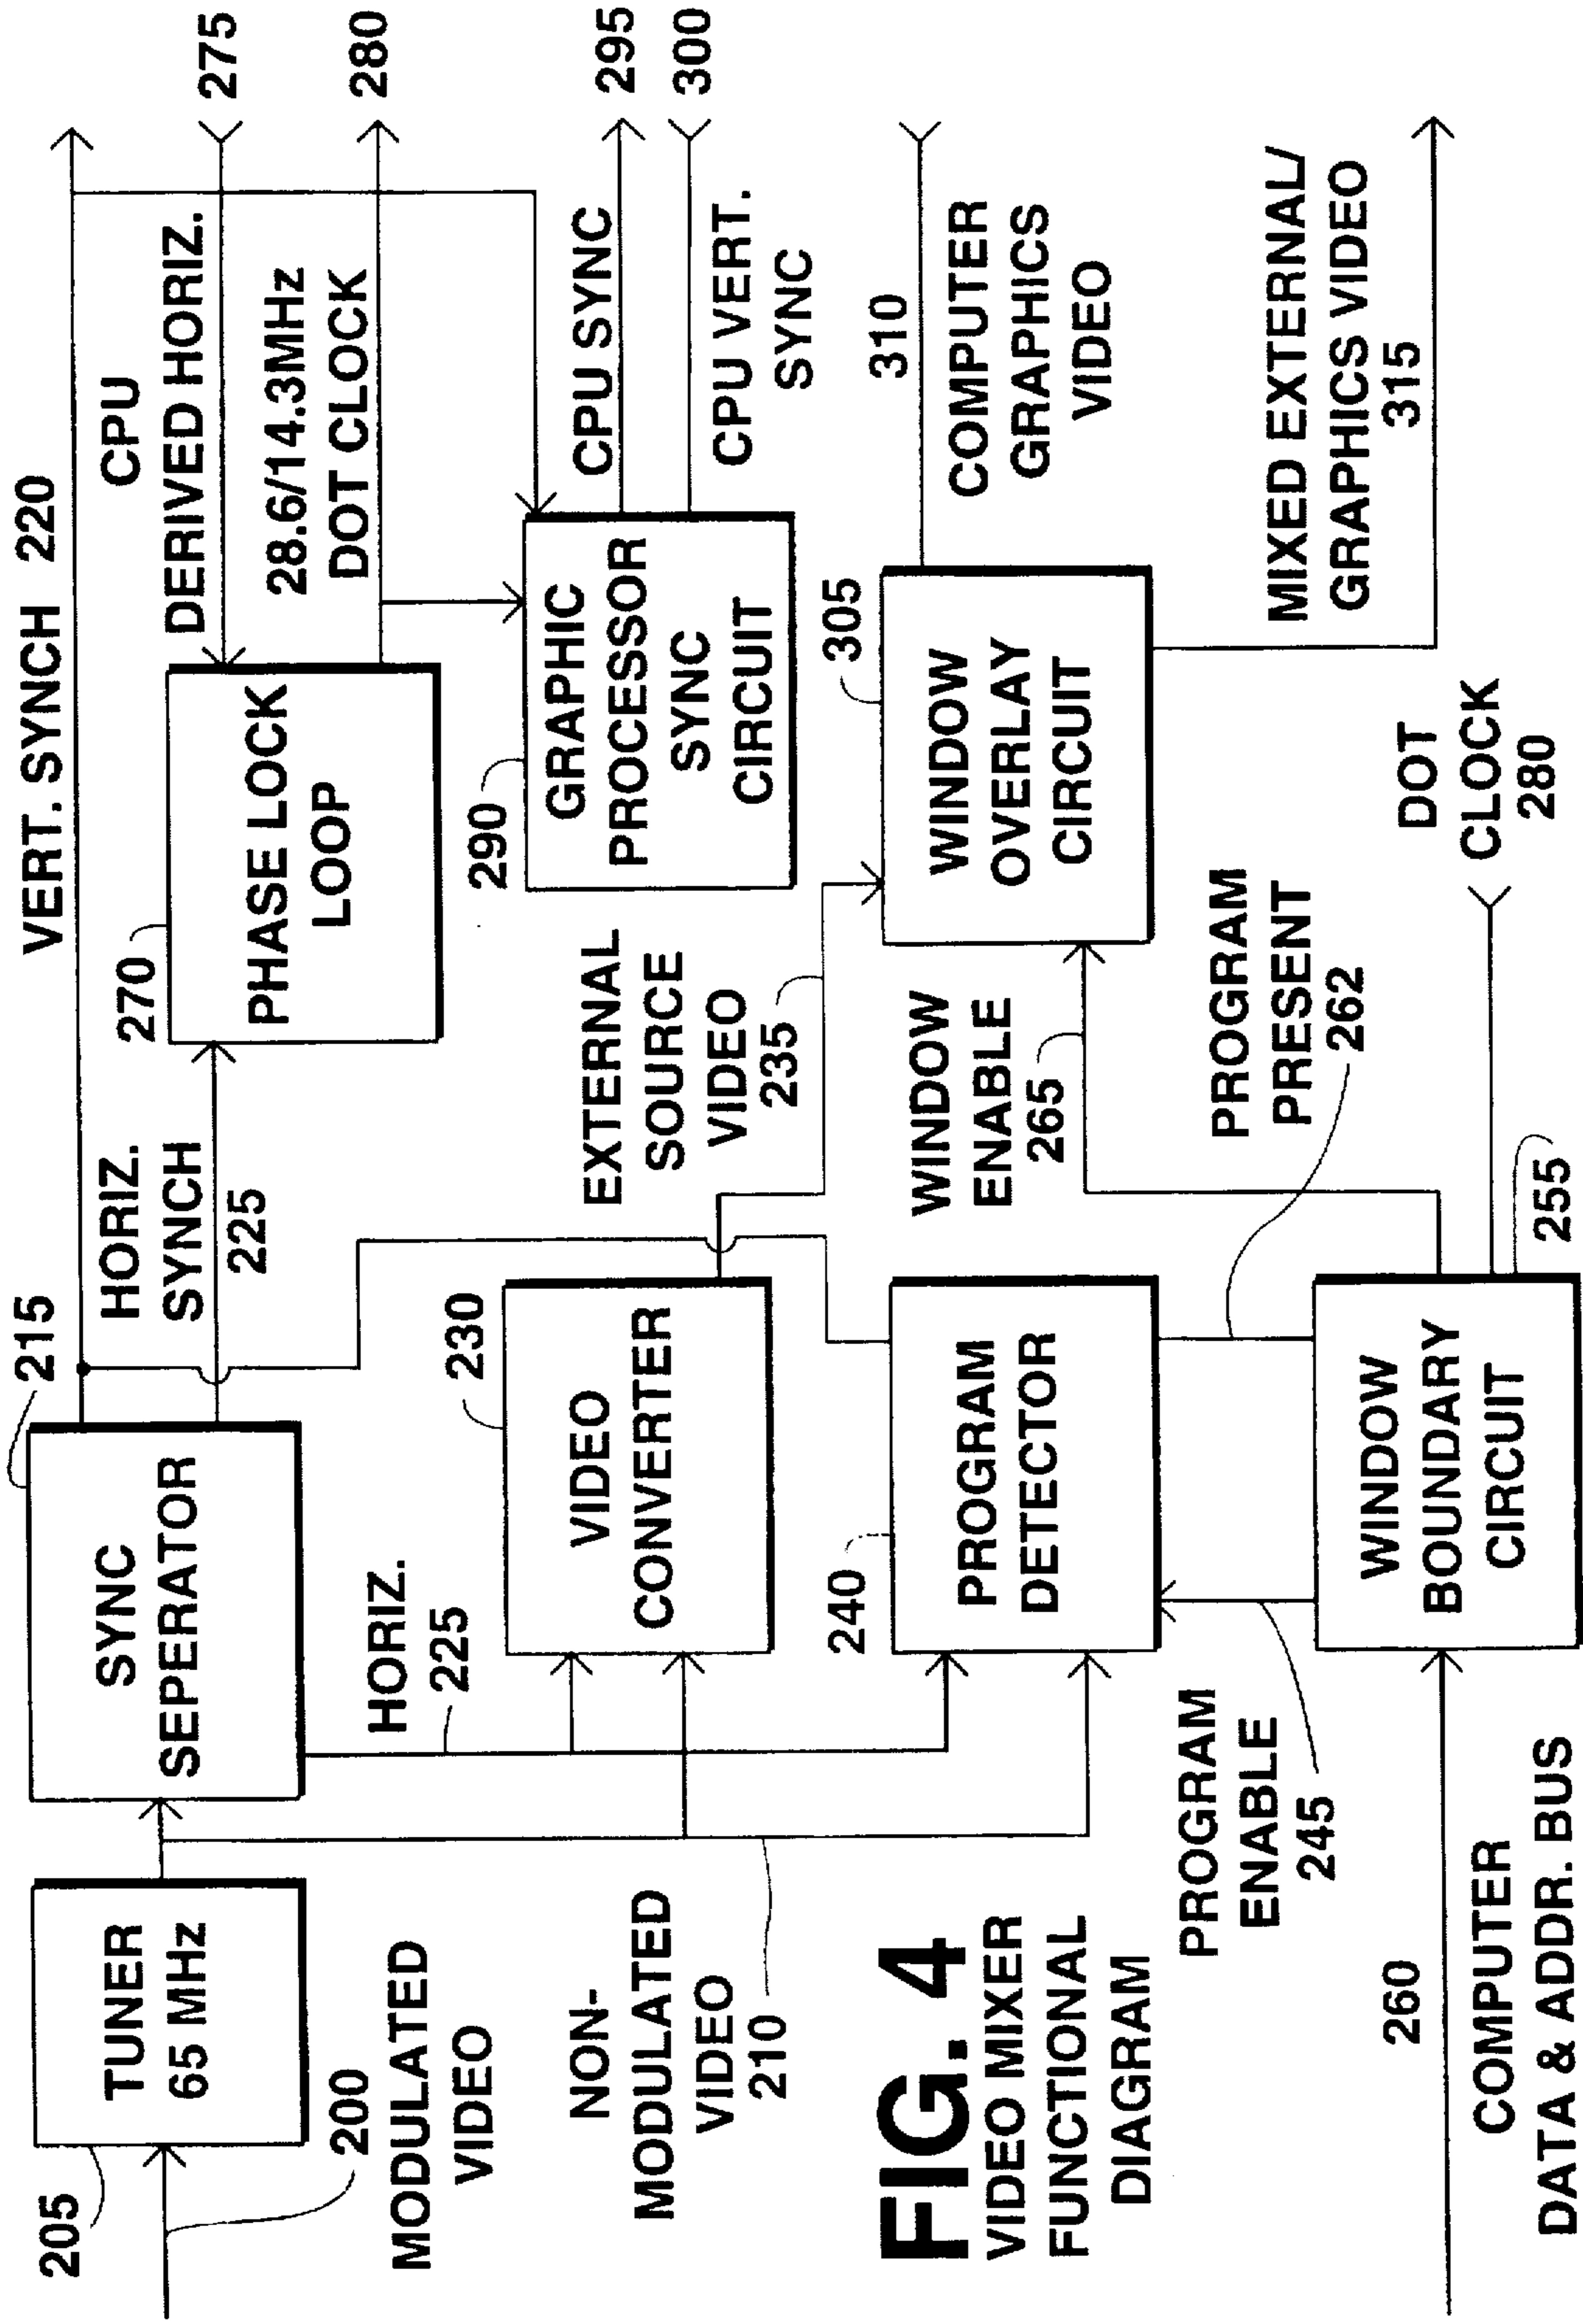 VERT. SYNCH 220
215
HORIZ.
SYNCH
225
CPU
DERIVED HORIZ.
275
28.6/14.3MHz
DOT CLOCK
280
205
TUNER
65 MHz
SYNC
SEPERATOR
270
PHASE LOCK
LOOP
200
MODULATED
VIDEO
HORIZ.
225
230
VIDEO
CONVERTER
EXTERNAL
SOURCE
VIDEO
235
290
GRAPHIC
PROCESSOR
SYNC
CIRCUIT
CPU SYNC
295
300
CPU VERT.
SYNC
NON-
MODULATED
VIDEO
210
240
PROGRAM
DETECTOR
WINDOW
ENABLE
265
305
WINDOW
OVERLAY
CIRCUIT
310
COMPUTER
GRAPHICS
VIDEO
FIG. 4
VIDEO MIXER
FUNCTIONAL
DIAGRAM
PROGRAM
ENABLE
245
PROGRAM
PRESENT
262
MIXED EXTERNAL/
GRAPHICS VIDEO
315
260
COMPUTER
DATA & ADDR. BUS
WINDOW
BOUNDARY
CIRCUIT
255
DOT
CLOCK
280